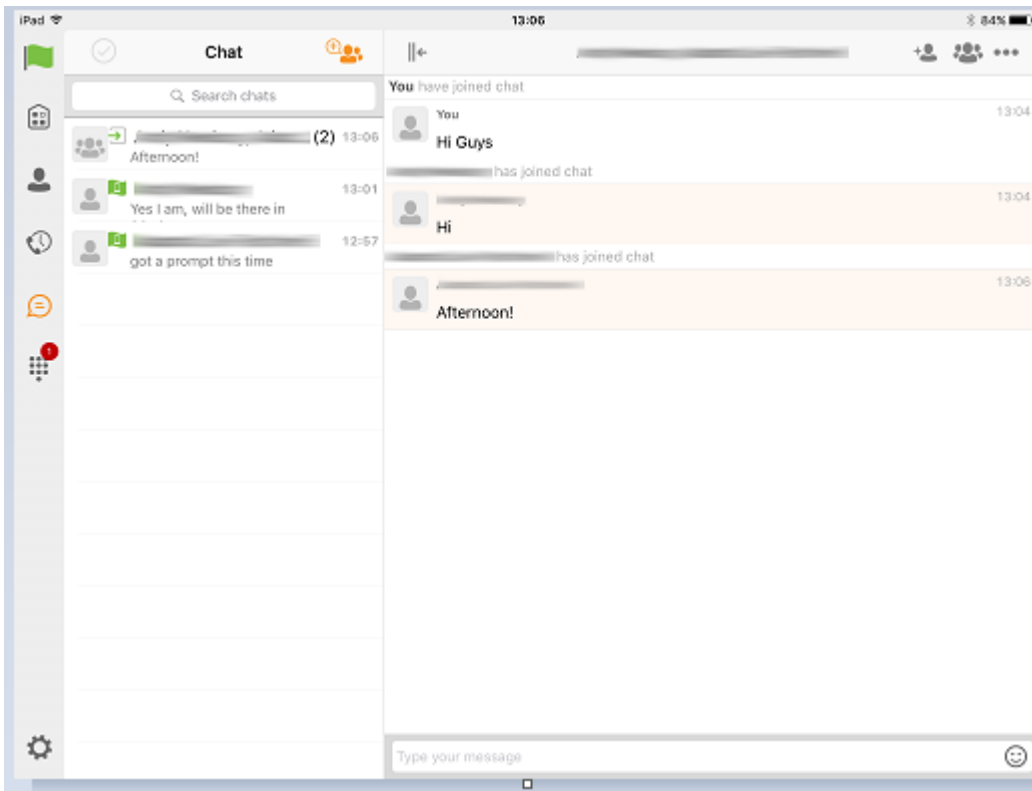 iPad
13:06
84%
Chat
Search chats
(2) 13:06
Afternoon!
13:01
Yes I am, will be there in
12:57
got a prompt this time
1
You have joined chat
You
13:04
Hi Guys
has joined chat
13:04
Hi
has joined chat
13:06
Afternoon!
Type your message